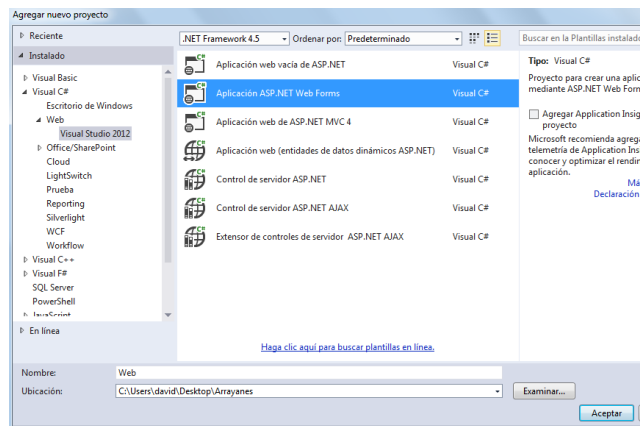 Agregar nuevo proyecto
Reciente
.NET Framework 4.5 Ordenar por: Predeterminado
Buscar en la Plantillas instalado
Instalado
Visual Basic
Visual C#
Escritorio de Windows
Web
Visual Studio 2012
Office/SharePoint
Cloud
LightSwitch
Prueba
Reporting
Silverlight
WCF
Workflow
Visual C++
Visual F#
SQL Server
PowerShell
JavaScript
En línea
Aplicación web vacía de ASP.NET Visual C#
Aplicación ASP.NET Web Forms Visual C#
Aplicación web de ASP.NET MVC 4 Visual C#
Aplicación web (entidades de datos dinámicos ASP.NET) Visual C#
Control de servidor ASP.NET Visual C#
Control de servidor ASP.NET AJAX Visual C#
Extensor de controles de servidor ASP.NET AJAX Visual C#
Haga clic aquí para buscar plantillas en línea.
Tipo: Visual C#
Proyecto para crear una aplic
mediante ASP.NET Web Forn
Agregar Application Insig
proyecto
Microsoft recomienda agrega
telemetría de Application Ins
conocer y optimizar el rendir
aplicación.
Má
Declaración
Nombre: Web
Ubicación: C:\Users\david\Desktop\Arrayanes
Examinar...
Aceptar